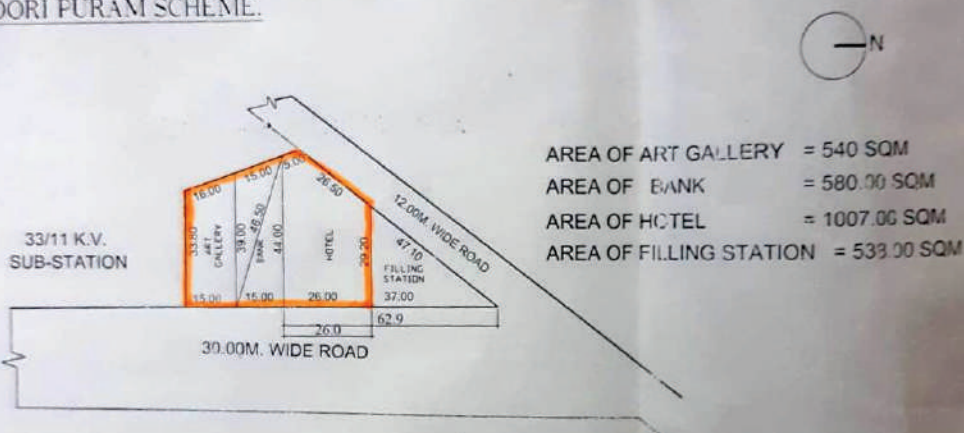 OORI PURAM SCHEME.
N
AREA OF ART GALLERY = 540 SQM
AREA OF BANK = 580.00 SQM
AREA OF HOTEL = 1007.00 SQM
AREA OF FILLING STATION = 533.00 SQM
33/11 K.V.
SUB-STATION
16.00
15.00
5.00
26.50
12.00M. WIDE ROAD
33.50
ART
GALLERY
39.00
BANK
46.50
44.00
HOTEL
29.20
47.10
FILLING
STATION
15.00
15.00
26.00
37.00
26.0
62.9
30.00M. WIDE ROAD